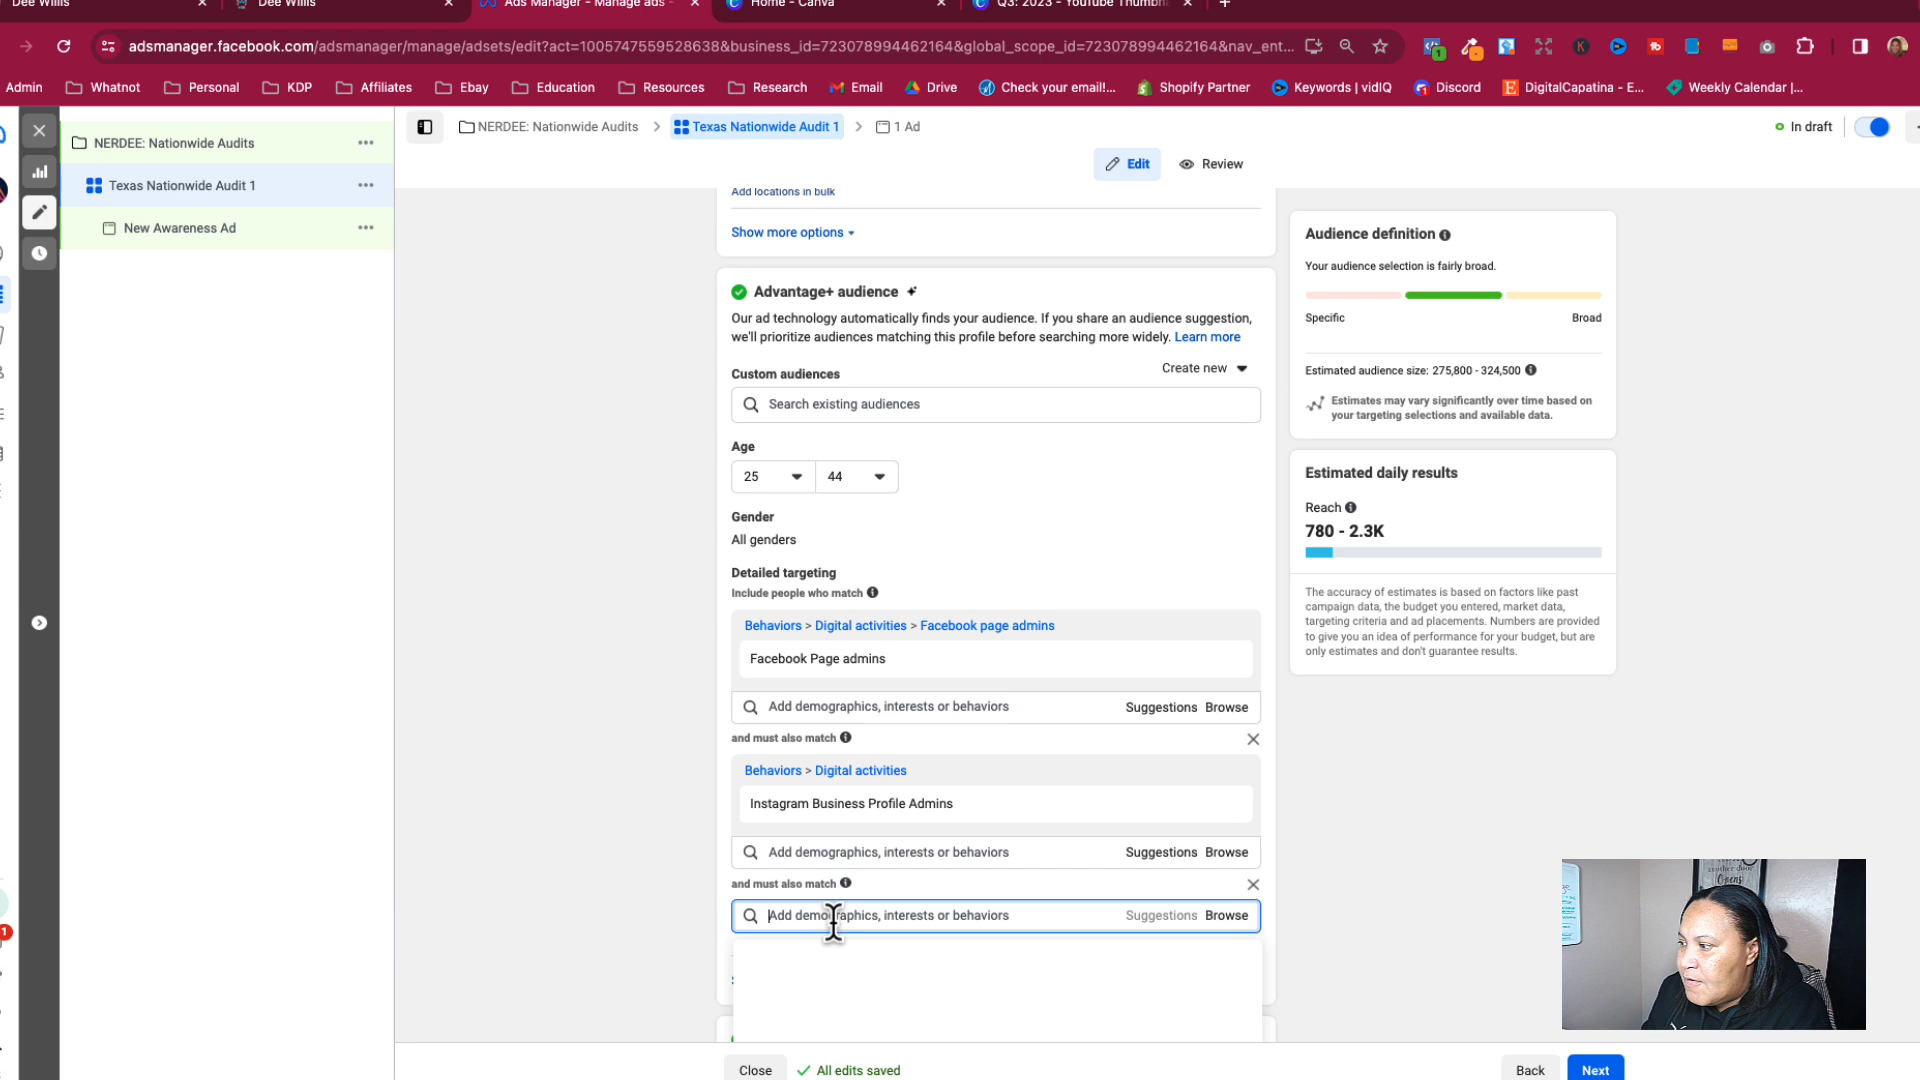 Dee Willis
Dee Willis
Ads Manager - Manage ads -
Home - Canva
Q3: 2023 - YouTube Thumbna
adsmanager.facebook.com/adsmanager/manage/adsets/edit?act=1005747559528638&business_id=723078994462164&global_scope_id=723078994462164&nav_ent...
Admin
Whatnot
Personal
KDP
Affiliates
Ebay
Education
Resources
Research
Email
Drive
Check your email!...
Shopify Partner
Keywords | vidIQ
Discord
DigitalCapatina - E...
Weekly Calendar |...
NERDEE: Nationwide Audits
Texas Nationwide Audit 1
New Awareness Ad
NERDEE: Nationwide Audits > Texas Nationwide Audit 1 > 1 Ad
In draft
Edit
Review
Add locations in bulk
Show more options
Advantage+ audience
Our ad technology automatically finds your audience. If you share an audience suggestion,
we'll prioritize audiences matching this profile before searching more widely. Learn more
Custom audiences
Create new
Search existing audiences
Age
25
44
Gender
All genders
Detailed targeting
Include people who match
Behaviors > Digital activities > Facebook page admins
Facebook Page admins
Add demographics, interests or behaviors
Suggestions
Browse
and must also match
Behaviors > Digital activities
Instagram Business Profile Admins
Add demographics, interests or behaviors
Suggestions
Browse
and must also match
Add demographics, interests or behaviors
Suggestions
Browse
Close
All edits saved
Back
Next
Audience definition
Your audience selection is fairly broad.
Specific
Broad
Estimated audience size: 275,800 - 324,500
Estimates may vary significantly over time based on
your targeting selections and available data.
Estimated daily results
Reach
780 - 2.3K
The accuracy of estimates is based on factors like past
campaign data, the budget you entered, market data,
targeting criteria and ad placements. Numbers are provided
to give you an idea of performance for your budget, but are
only estimates and don't guarantee results.
1
1